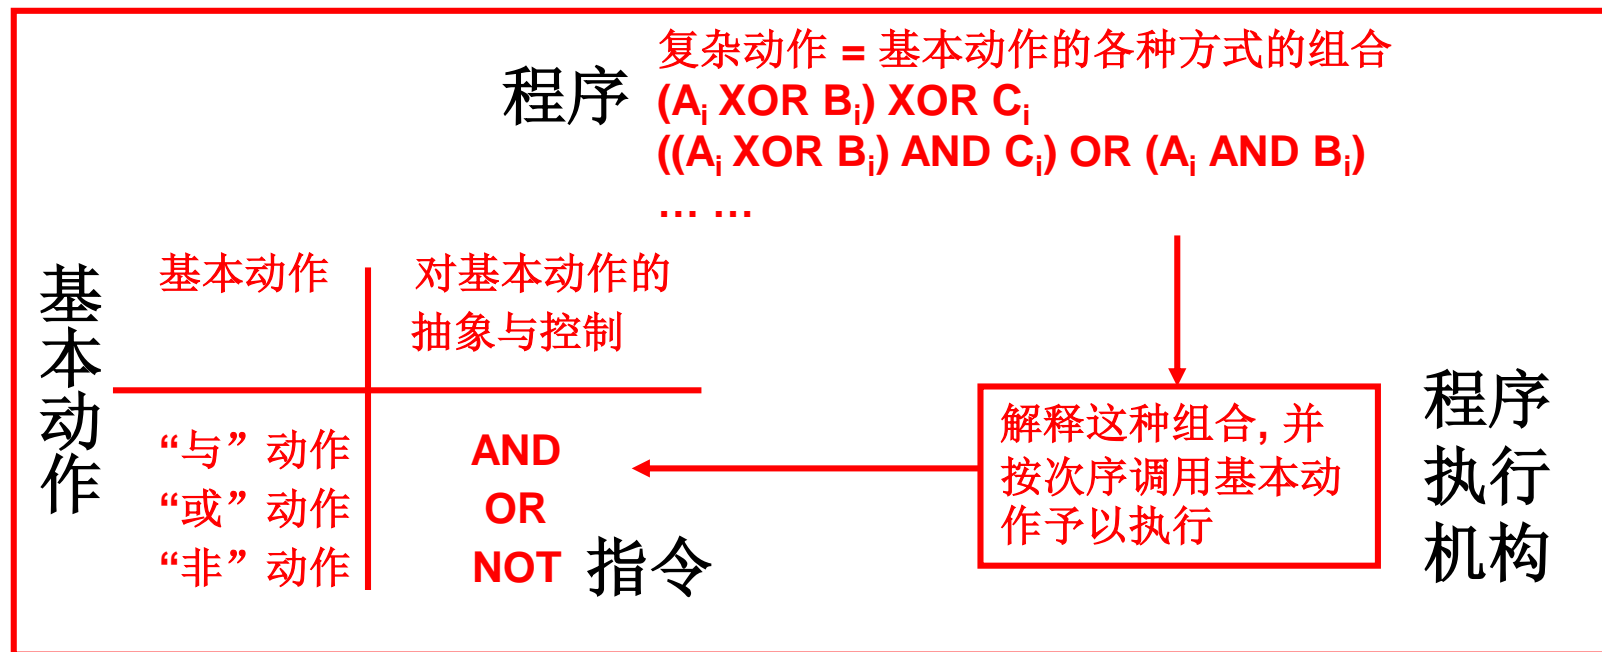 复杂动作 = 基本动作的各种方式的组合
程序
(Ai XOR Bi) XOR Ci
((Ai XOR Bi) AND Ci) OR (Ai AND Bi)
… …
基本动作
基本动作
对基本动作的
抽象与控制
“与”动作
AND
“或”动作
OR
“非”动作
NOT
指令
解释这种组合, 并
按次序调用基本动
作予以执行
程序
执行
机构